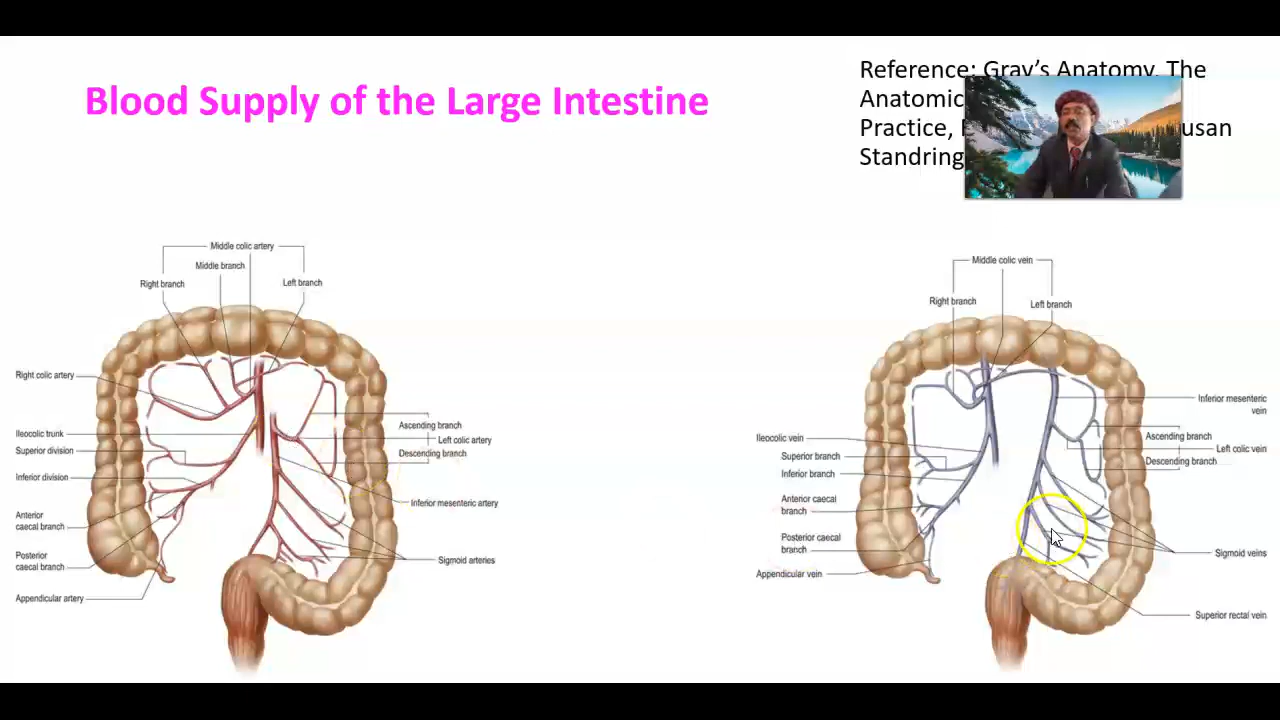 Blood Supply of the Large Intestine
Reference: Gray's Anatomy, The
Anatomic
Practice,
usan
Standring
Middle colic artery
Middle branch
Right branch
Left branch
Right colic artery
Ileocolic trunk
Superior division
Inferior division
Anterior
caecal branch
Posterior
caecal branch
Appendicular artery
Ascending branch
Left colic artery
Descending branch
Inferior mesenteric artery
Sigmoid arteries
Middle colic vein
Right branch
Left branch
Ileocolic vein
Superior branch
Inferior branch
Anterior caecal
branch
Posterior caecal
branch
Appendicular vein
Inferior mesenteric
vein
Ascending branch
Left colic vein
Descending branch
Sigmoid veins
Superior rectal vein